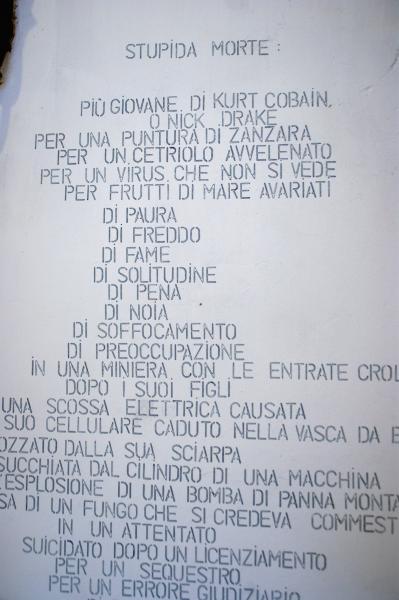 STUPIDA MORTE:
PIÙ GIOVANE DI KURT COBAIN,
O NICK DRAKE
PER UNA PUNTURA DI ZANZARA
PER UN CETRIOLO AVVELENATO
PER UN VIRUS CHE NON SI VEDE
PER FRUTTI DI MARE AVARIATI
DI PAURA
DI FREDDO
DI FAME
DI SOLITUDINE
DI PENA
DI NOIA
DI SOFFOCAMENTO
DI PREOCCUPAZIONE
IN UNA MINIERA CON LE ENTRATE CROL
DOPO I SUOI FIGLI
UNA SCOSSA ELETTRICA CAUSATA
SUO CELLULARE CADUTO NELLA VASCA DA B
OZZATO DALLA SUA SCIARPA
SUCCHIATA DAL CILINDRO DI UNA MACCHINA
'ESPLOSIONE DI UNA BOMBA DI PANNA MONTA
SA DI UN FUNGO CHE SI CREDEVA COMMEST
IN UN ATTENTATO
SUICIDATO DOPO UN LICENZIAMENTO
PER UN SEQUESTRO
PER UN ERRORE GIUDIZIARIO